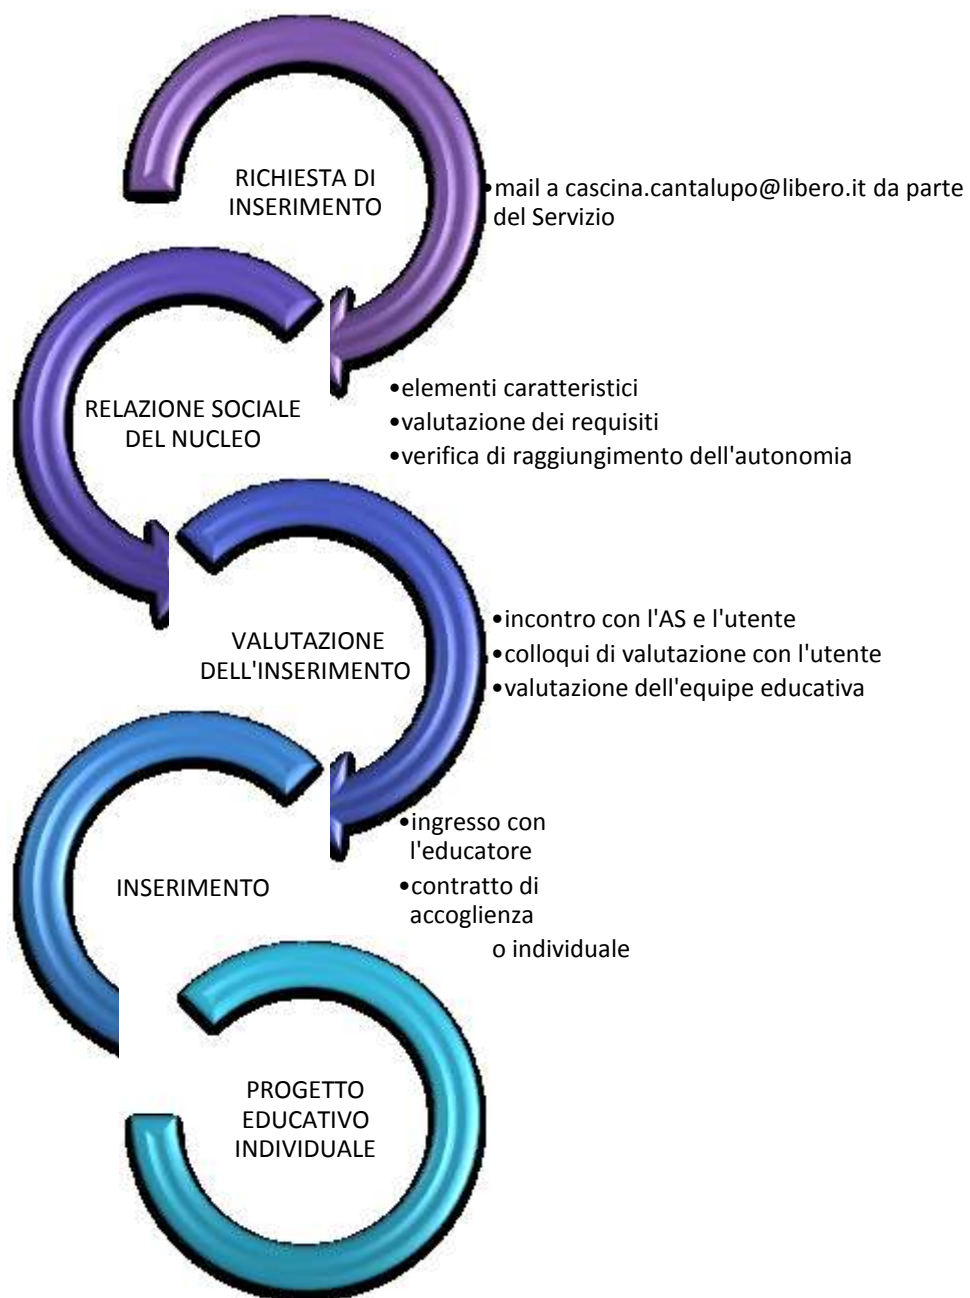 RICHIESTA DI
INSERIMENTO
•mail a cascina.cantalupo@libero.it da parte
del Servizio
RELAZIONE SOCIALE
DEL NUCLEO
•elementi caratteristici
•valutazione dei requisiti
•verifica di raggiungimento dell'autonomia
VALUTAZIONE
DELL'INSERIMENTO
•incontro con l'AS e l'utente
•colloqui di valutazione con l'utente
•valutazione dell'equipe educativa
INSERIMENTO
•ingresso con
l'educatore
•contratto di
accoglienza
o individuale
PROGETTO
EDUCATIVO
INDIVIDUALE